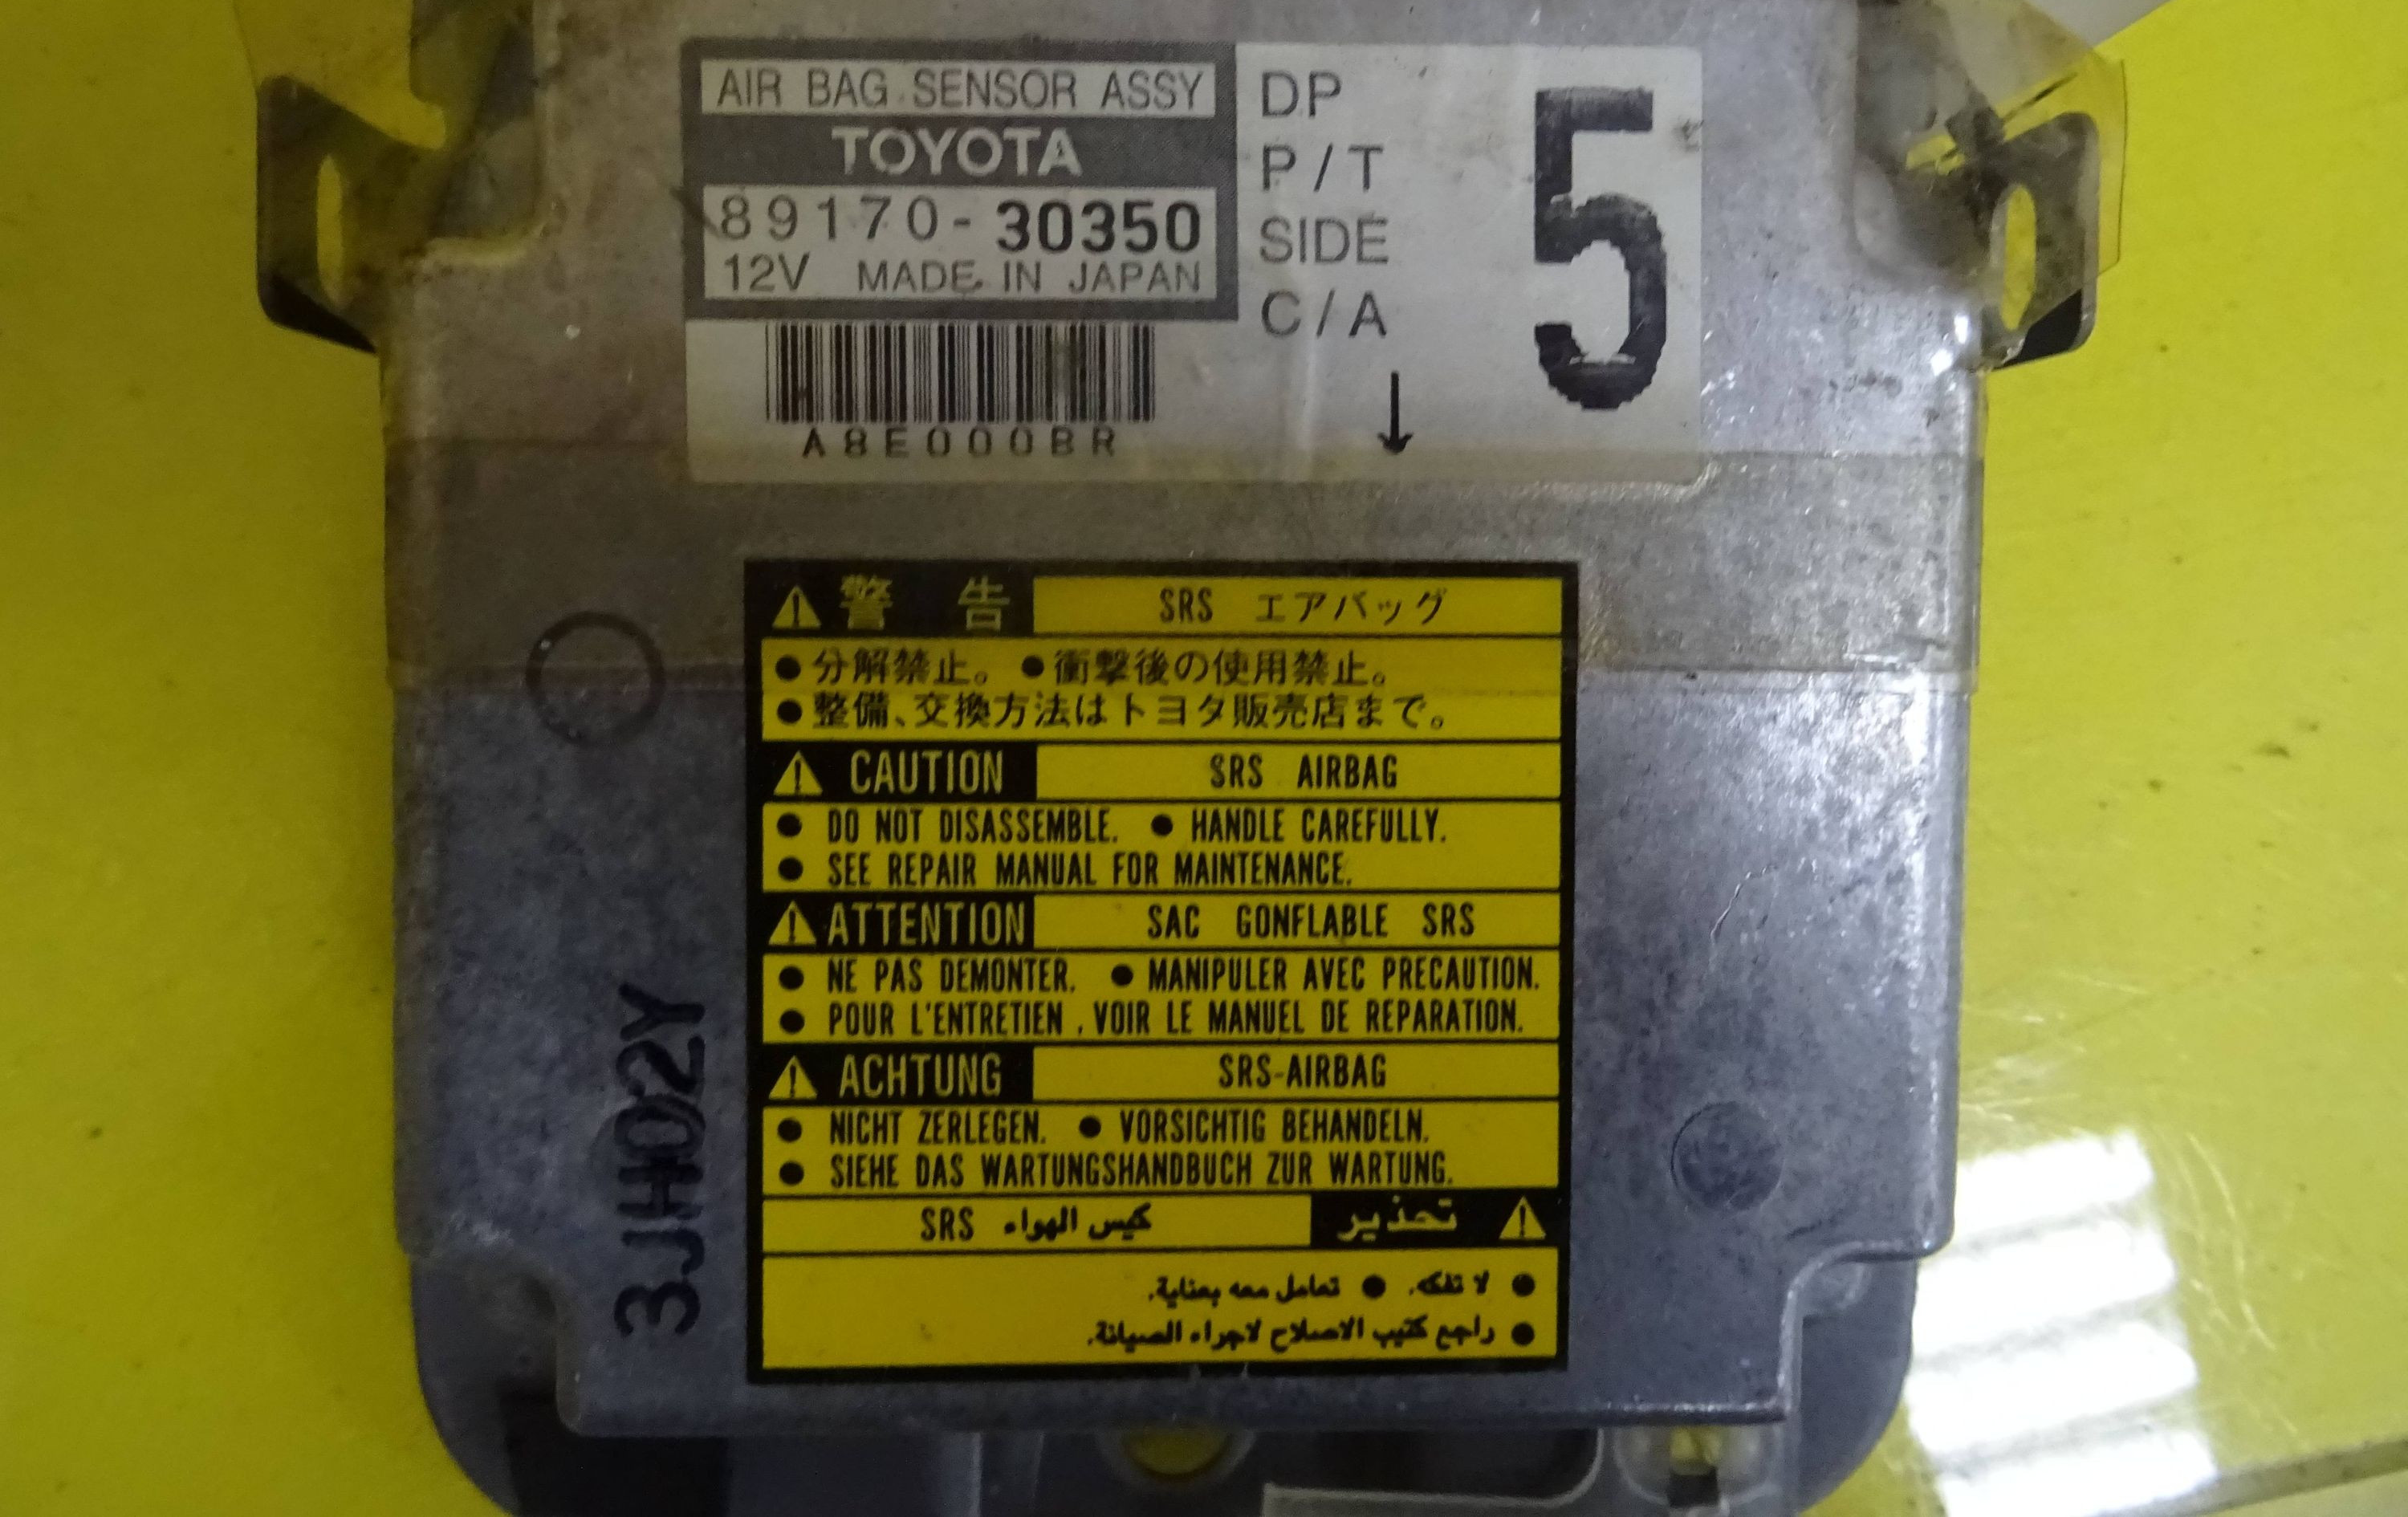 AIR BAG SENSOR ASSY
TOYOTA
89170-30350
12V MADE IN JAPAN
A8E000BR
DP
P/T
SIDE
C/A
↓
5
警告 SRS エアバッグ
●分解禁止。 ●衝撃後の使用禁止。
●整備、交換方法はトヨタ販売店まで。
CAUTION SRS AIRBAG
● DO NOT DISASSEMBLE. ● HANDLE CAREFULLY.
● SEE REPAIR MANUAL FOR MAINTENANCE.
ATTENTION SAC GONFLABLE SRS
● NE PAS DEMONTER. ● MANIPULER AVEC PRECAUTION.
● POUR L'ENTRETIEN , VOIR LE MANUEL DE REPARATION.
ACHTUNG SRS-AIRBAG
● NICHT ZERLEGEN. ● VORSICHTIG BEHANDELN.
● SIEHE DAS WARTUNGSHANDBUCH ZUR WARTUNG.
تحذير كيس الهواء SRS
● لا تفكه. ● تعامل معه بعناية.
● راجع كتيب الاصلاح لاجراء الصيانة.
3JH02Y